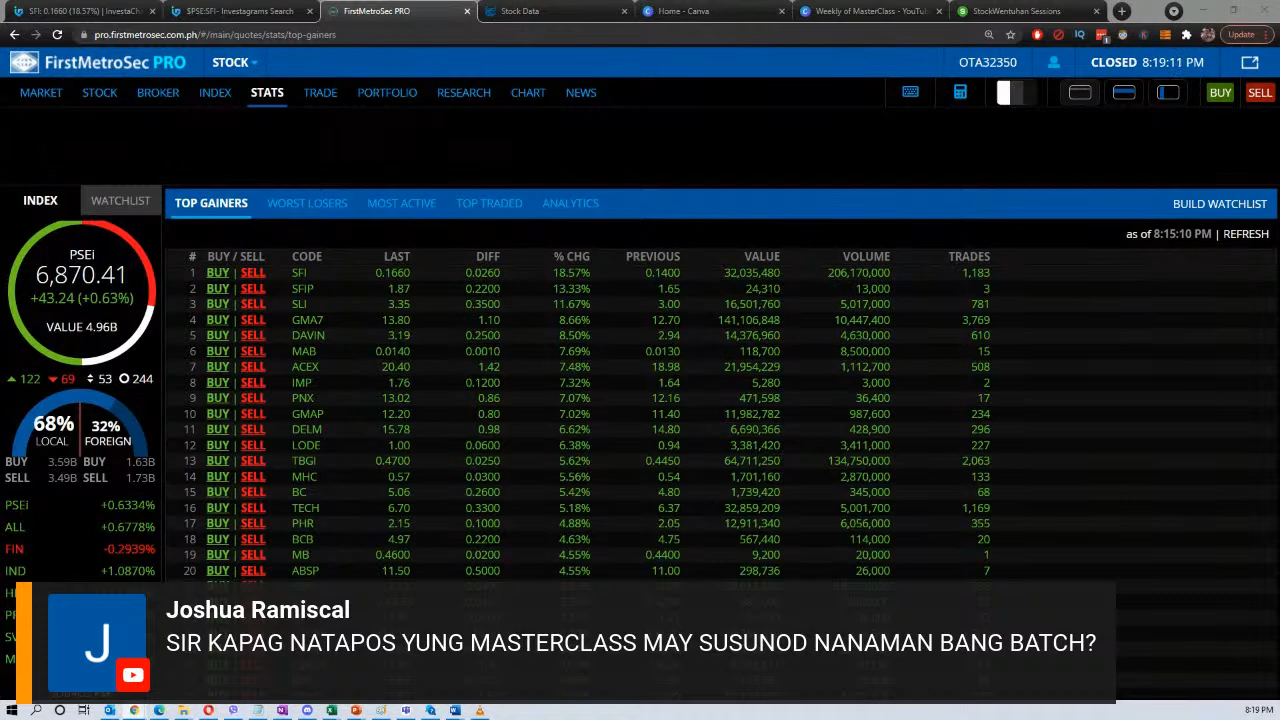 SFI: 0.1660 (18.57%) | InvestaCh
$PSE:SFI- Investagrams Search
FirstMetroSec PRO
Stock Data
Home - Canva
Weekly of MasterClass - YouTu
StockWentuhan Sessions
pro.firstmetrosec.com.ph/#/main/quotes/stats/top-gainers
Update
FirstMetroSec PRO STOCK OTA32350 CLOSED 8:19:11 PM
MARKET STOCK BROKER INDEX STATS TRADE PORTFOLIO RESEARCH CHART NEWS BUY SELL
INDEX WATCHLIST
TOP GAINERS WORST LOSERS MOST ACTIVE TOP TRADED ANALYTICS BUILD WATCHLIST
as of 8:15:10 PM | REFRESH
PSEi
6,870.41
+43.24 (+0.63%)
VALUE 4.96B
122 69 53 244
68% LOCAL 32% FOREIGN
BUY 3.59B BUY 1.63B
SELL 3.49B SELL 1.73B
PSEi +0.6334%
ALL +0.6778%
FIN -0.2939%
IND +1.0870%
# BUY / SELL CODE LAST DIFF % CHG PREVIOUS VALUE VOLUME TRADES
1 BUY | SELL SFI 0.1660 0.0260 18.57% 0.1400 32,035,480 206,170,000 1,183
2 BUY | SELL SFIP 1.87 0.2200 13.33% 1.65 24,310 13,000 3
3 BUY | SELL SLI 3.35 0.3500 11.67% 3.00 16,501,760 5,017,000 781
4 BUY | SELL GMA7 13.80 1.10 8.66% 12.70 141,106,848 10,447,400 3,769
5 BUY | SELL DAVIN 3.19 0.2500 8.50% 2.94 14,376,960 4,630,000 610
6 BUY | SELL MAB 0.0140 0.0010 7.69% 0.0130 118,700 8,500,000 15
7 BUY | SELL ACEX 20.40 1.42 7.48% 18.98 21,954,229 1,112,700 508
8 BUY | SELL IMP 1.76 0.1200 7.32% 1.64 5,280 3,000 2
9 BUY | SELL PNX 13.02 0.86 7.07% 12.16 471,598 36,400 17
10 BUY | SELL GMAP 12.20 0.80 7.02% 11.40 11,982,782 987,600 234
11 BUY | SELL DELM 15.78 0.98 6.62% 14.80 6,690,366 428,900 296
12 BUY | SELL LODE 1.00 0.0600 6.38% 0.94 3,381,420 3,411,000 227
13 BUY | SELL TBGI 0.4700 0.0250 5.62% 0.4450 64,711,250 134,750,000 2,063
14 BUY | SELL MHC 0.57 0.0300 5.56% 0.54 1,701,160 2,870,000 133
15 BUY | SELL BC 5.06 0.2600 5.42% 4.80 1,739,420 345,000 68
16 BUY | SELL TECH 6.70 0.3300 5.18% 6.37 32,859,209 5,001,700 1,169
17 BUY | SELL PHR 2.15 0.1000 4.88% 2.05 12,911,340 6,056,000 355
18 BUY | SELL BCB 4.97 0.2200 4.63% 4.75 567,440 114,000 20
19 BUY | SELL MB 0.4600 0.0200 4.55% 0.4400 9,200 20,000 1
20 BUY | SELL ABSP 11.50 0.5000 4.55% 11.00 298,736 26,000 7
J
Joshua Ramiscal
SIR KAPAG NATAPOS YUNG MASTERCLASS MAY SUSUNOD NANAMAN BANG BATCH?
8:19 PM